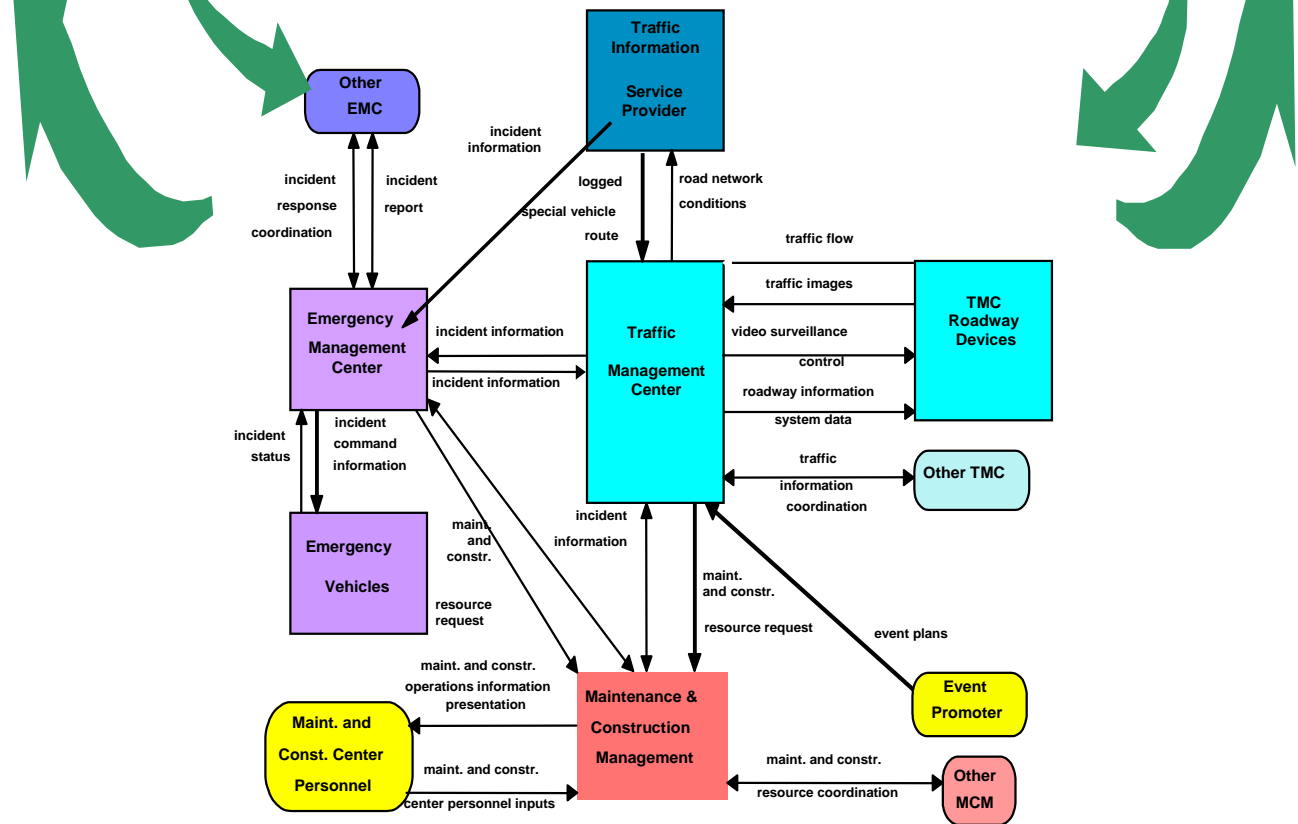 Traffic
Information
Service
Provider
Other
EMC
incident
information
incident
response
coordination
incident
report
logged
special vehicle
route
road network
conditions
traffic flow
traffic images
video surveillance
control
roadway information
system data
TMC
Roadway
Devices
Emergency
Management
Center
incident information
incident information
Traffic
Management
Center
incident
status
incident
command
information
traffic
information
coordination
Other TMC
Emergency
Vehicles
maint.
and
constr.
resource
request
incident
information
maint.
and constr.
resource request
event plans
Event
Promoter
maint. and constr.
operations information
presentation
Maint. and
Const. Center
Personnel
maint. and constr.
center personnel inputs
Maintenance &
Construction
Management
maint. and constr.
resource coordination
Other
MCM